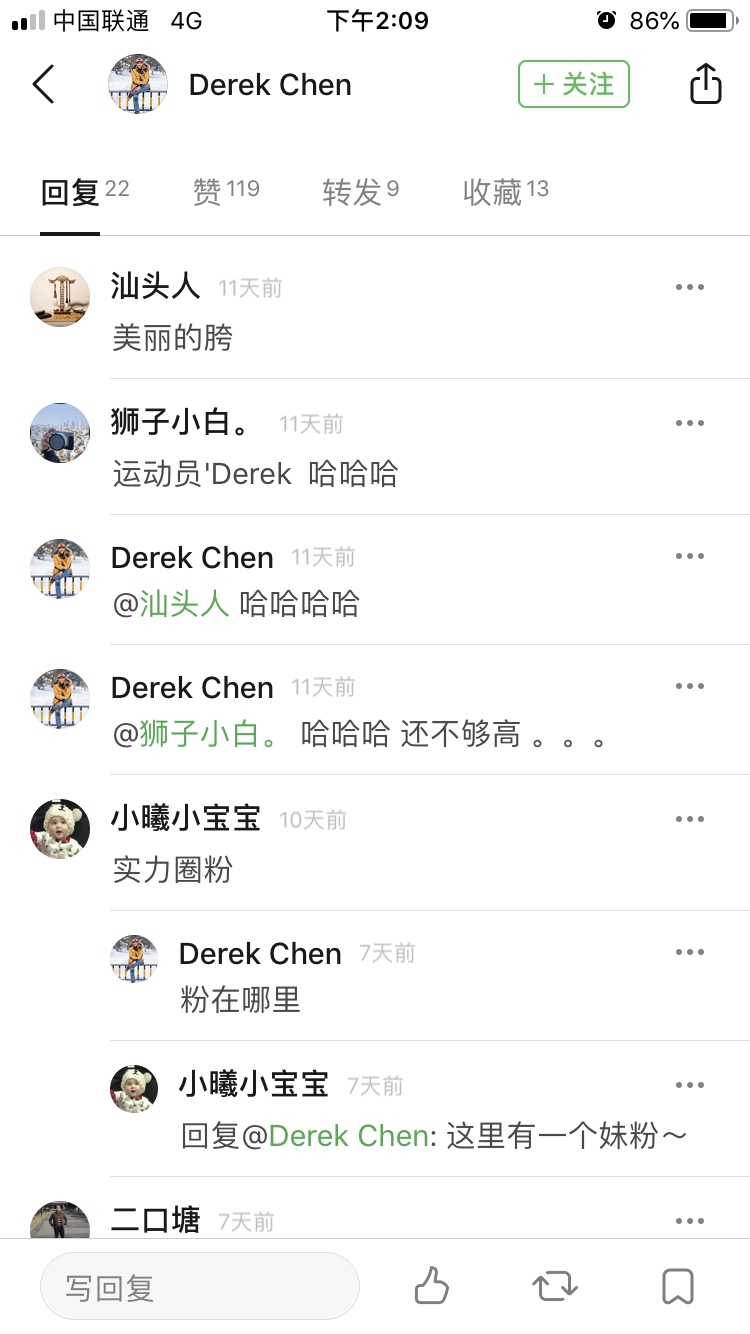 中国联通 4G 下午2:09 86%
Derek Chen + 关注
回复 22 赞 119 转发 9 收藏 13
汕头人 11天前
美丽的胯
狮子小白。 11天前
运动员'Derek 哈哈哈
Derek Chen 11天前
@汕头人 哈哈哈哈
Derek Chen 11天前
@狮子小白。 哈哈哈 还不够高 。。。
小曦小宝宝 10天前
实力圈粉
Derek Chen 7天前
粉在哪里
小曦小宝宝 7天前
回复@Derek Chen: 这里有一个妹粉～
二口塘 7天前
写回复